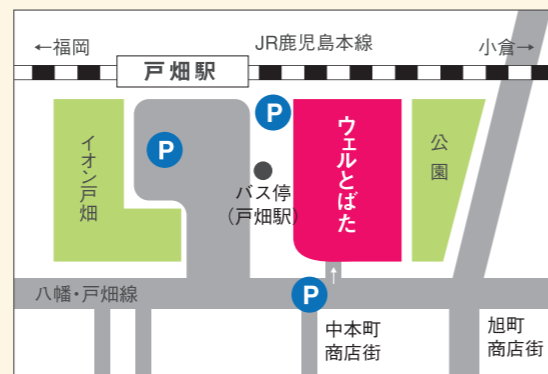 ←福岡
JR鹿児島本線
小倉→
戸畑駅
P
P
イオン戸畑
ウェルとばた
公園
バス停
(戸畑駅)
八幡・戸畑線
P
↑
中本町
商店街
旭町
商店街